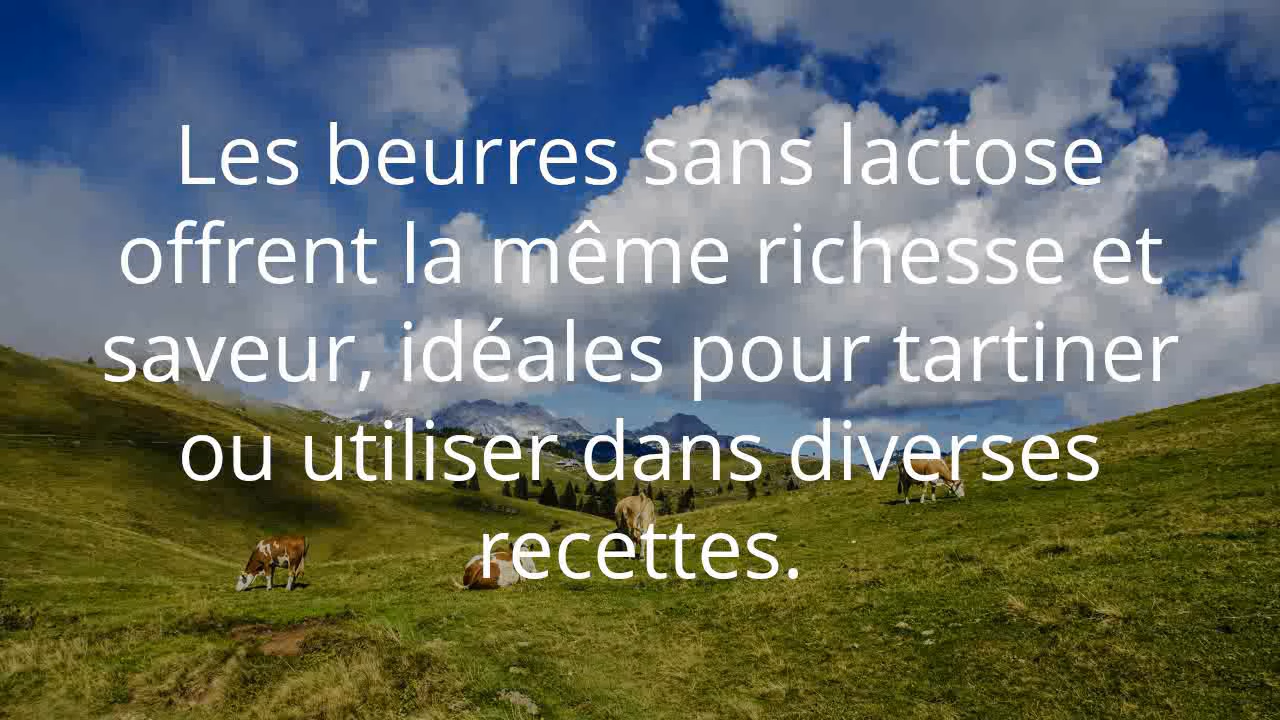 Les beurres sans lactose
offrent la même richesse et
saveur, idéales pour tartiner
ou utiliser dans diverses
recettes.